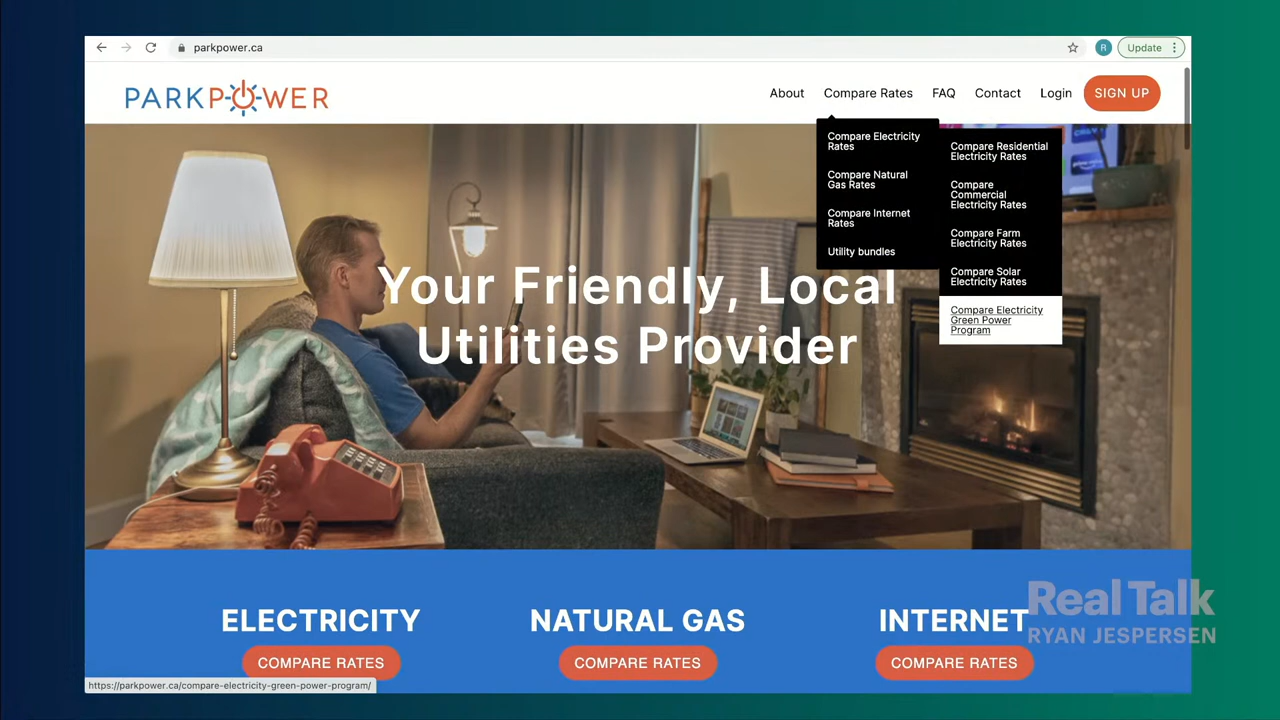 parkpower.ca
R
Update
PARKPOWER
About
Compare Rates
FAQ
Contact
Login
SIGN UP
Compare Electricity
Rates
Compare Natural
Gas Rates
Compare Internet
Rates
Utility bundles
Compare Residential
Electricity Rates
Compare
Commercial
Electricity Rates
Compare Farm
Electricity Rates
Compare Solar
Electricity Rates
Compare Electricity
Green Power
Program
Your Friendly, Local
Utilities Provider
ELECTRICITY
COMPARE RATES
NATURAL GAS
COMPARE RATES
INTERNET
COMPARE RATES
Real Talk
RYAN JESPERSEN
https://parkpower.ca/compare-electricity-green-power-program/